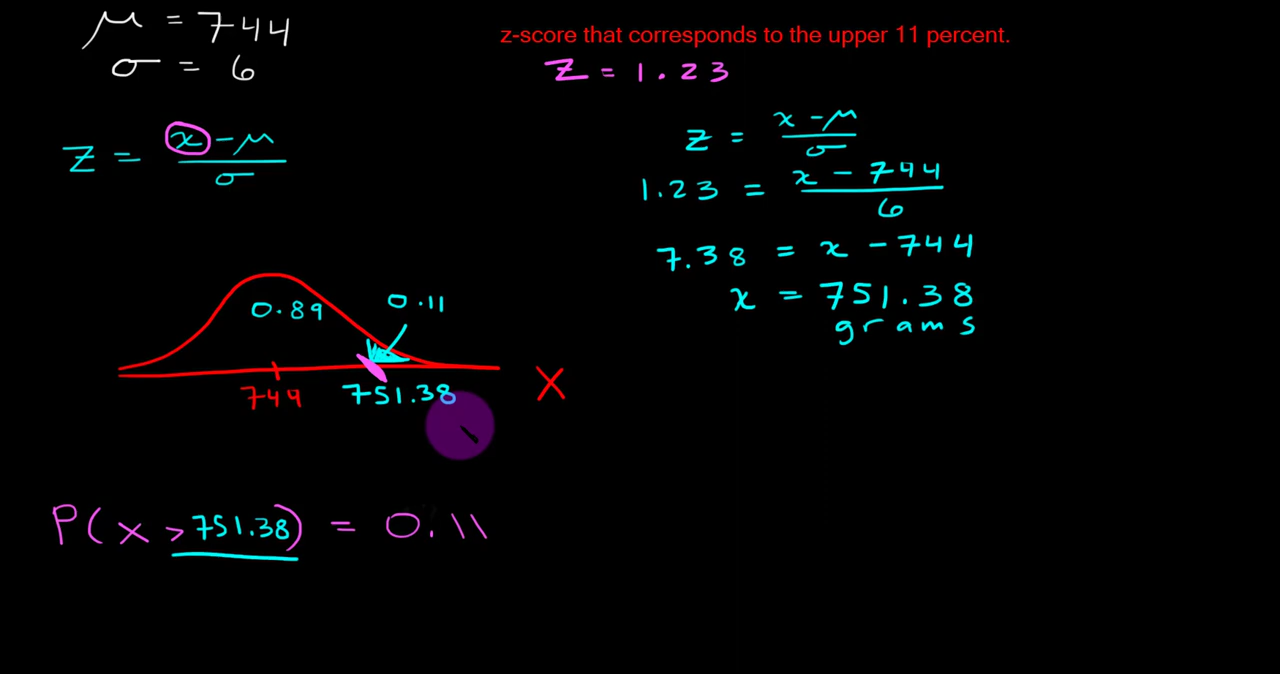 μ = 744
σ = 6
z = x - μ / σ
z-score that corresponds to the upper 11 percent.
z = 1.23
z = x - μ / σ
1.23 = x - 744 / 6
7.38 = x - 744
x = 751.38
grams
0.89
0.11
744
751.38
X
P(x > 751.38) = 0.11